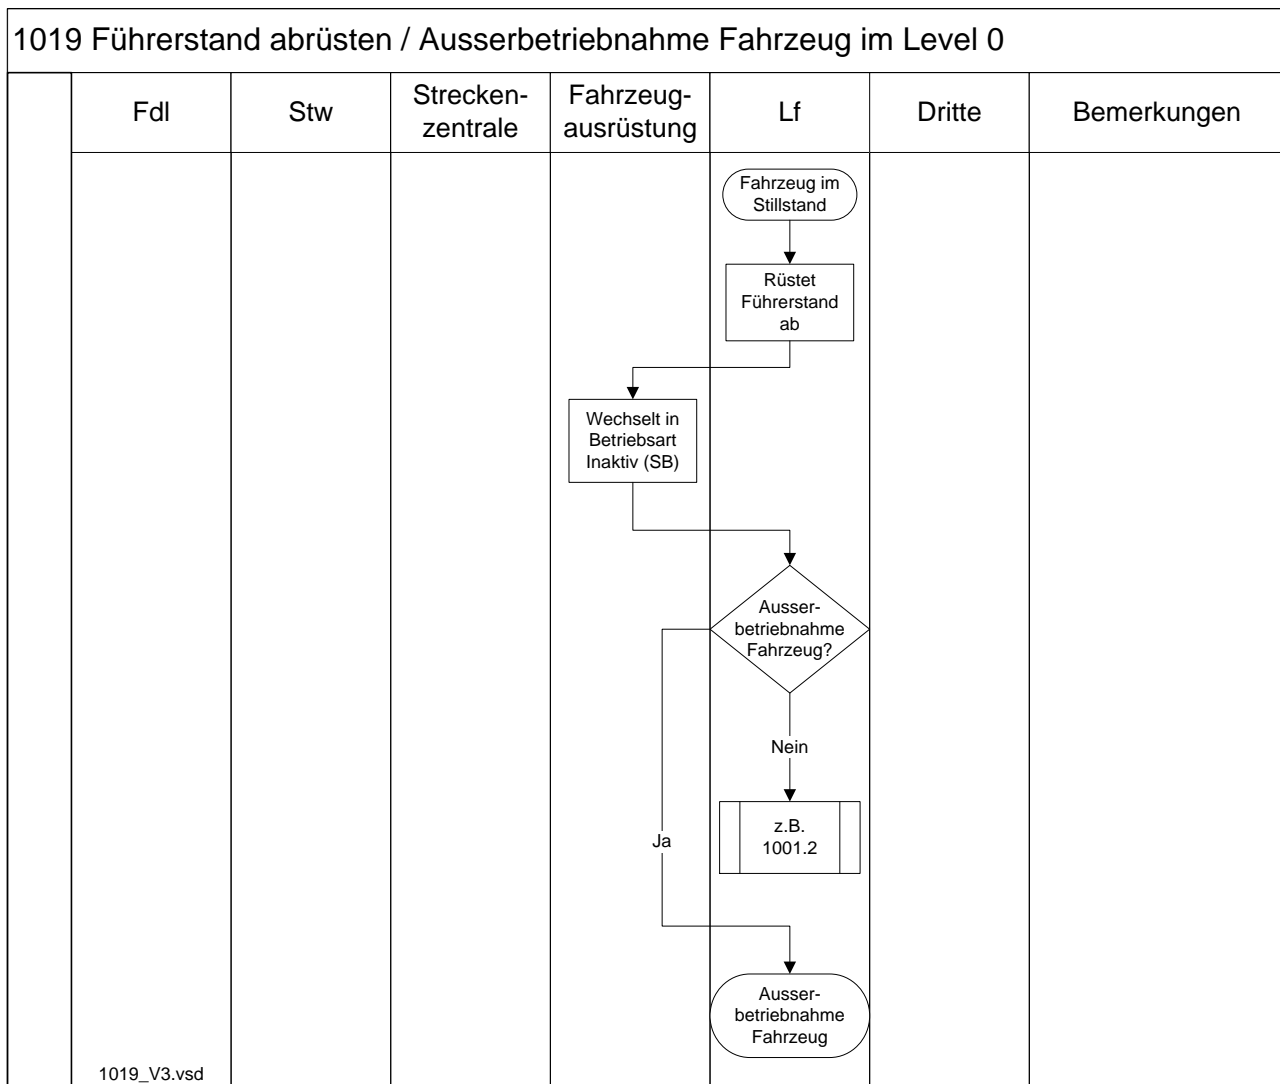 1019 Führerstand abrüsten / Ausserbetriebnahme Fahrzeug im Level 0
Fdl
Stw
Strecken-
zentrale
Fahrzeug-
ausrüstung
Lf
Dritte
Bemerkungen
Fahrzeug im
Stillstand
Rüstet
Führerstand
ab
Wechselt in
Betriebsart
Inaktiv (SB)
Ausser-
betriebnahme
Fahrzeug?
Nein
z.B.
1001.2
Ja
Ausser-
betriebnahme
Fahrzeug
1019_V3.vsd